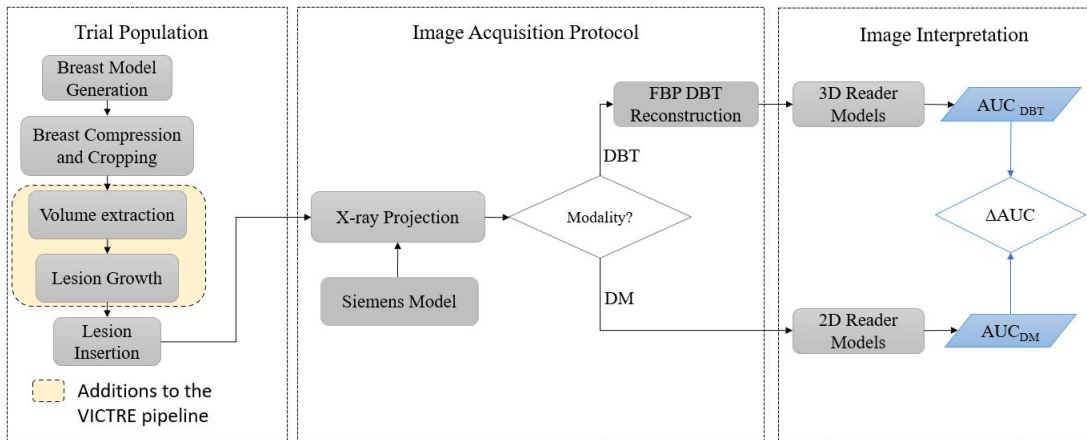 Trial Population
Breast Model
Generation
Breast Compression
and Cropping
Volume extraction
Lesion Growth
Lesion
Insertion
Additions to the
VICTRE pipeline
Image Acquisition Protocol
FBP DBT
Reconstruction
DBT
X-ray Projection
Modality?
Siemens Model
DM
Image Interpretation
3D Reader
Models
AUC DBT
ΔAUC
2D Reader
Models
AUCDM